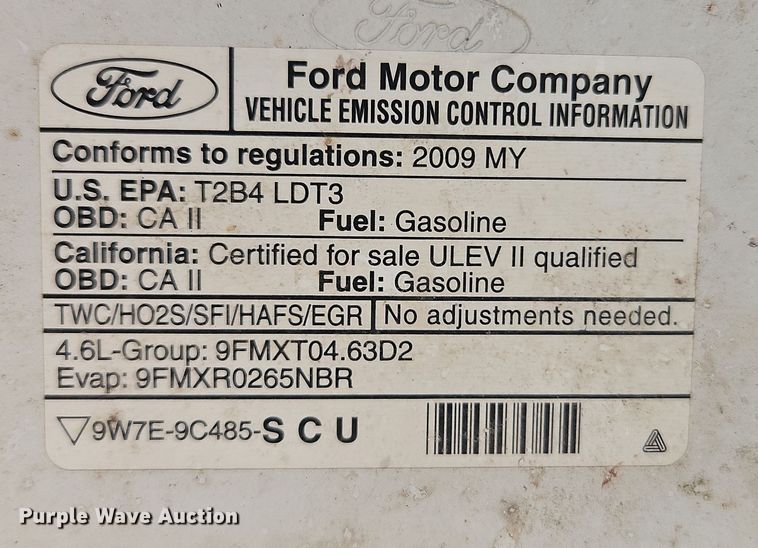 Ford
Ford
Ford Motor Company
VEHICLE EMISSION CONTROL INFORMATION
Conforms to regulations: 2009 MY
U.S. EPA: T2B4 LDT3
OBD: CA II Fuel: Gasoline
California: Certified for sale ULEV II qualified
OBD: CA II Fuel: Gasoline
TWC/HO2S/SFI/HAFS/EGR No adjustments needed.
4.6L-Group: 9FMXT04.63D2
Evap: 9FMXR0265NBR
9W7E-9C485-SCU
Purple Wave Auction